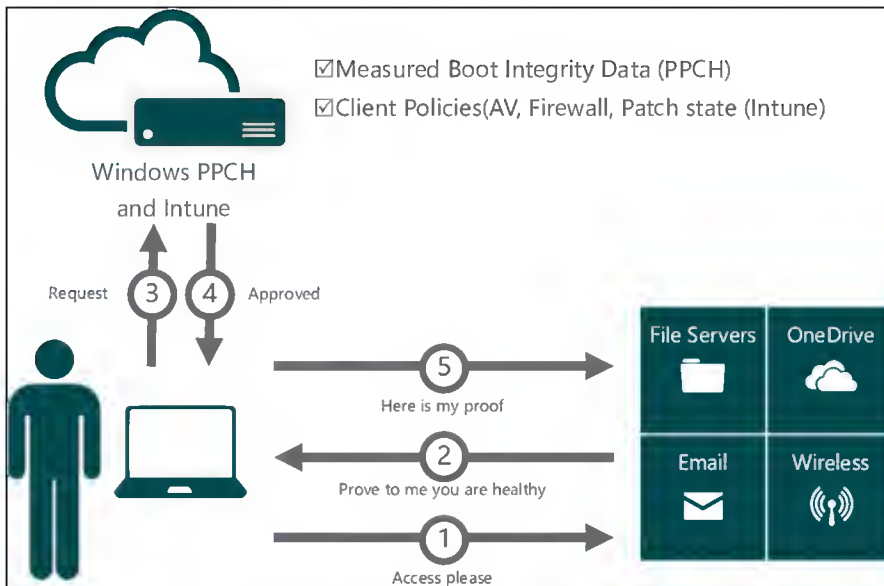 ☑Measured Boot Integrity Data (PPCH)
☑Client Policies(AV, Firewall, Patch state (Intune)
Windows PPCH
and Intune
Request
3
4
Approved
File Servers
OneDrive
5
Here is my proof
2
Prove to me you are healthy
Email
Wireless
1
Access please